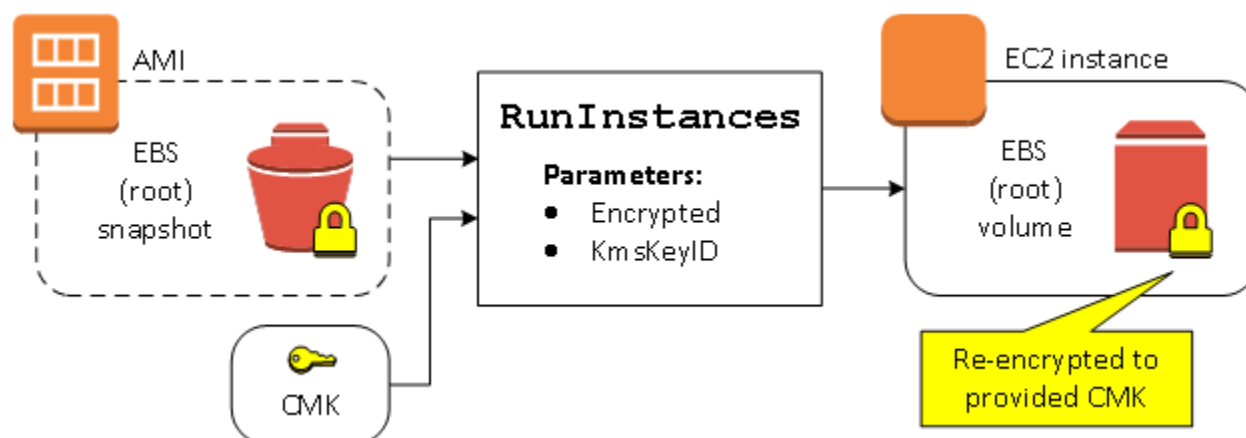 AMI
EBS
(root)
snapshot
CMK
RunInstances
Parameters:
● Encrypted
● KmsKeyID
EC2 instance
EBS
(root)
volume
Re-encrypted to
provided CMK